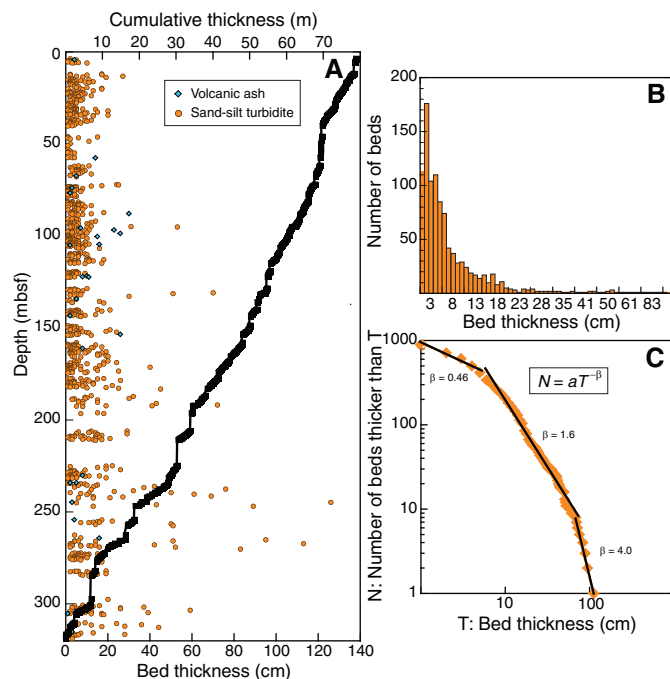 Cumulative thickness (m)
0 10 20 30 40 50 60 70
A
Volcanic ash
Sand-silt turbidite
0
50
100
150
200
250
300
Depth (mbsf)
0 20 40 60 80 100 120 140
Bed thickness (cm)
B
200
150
100
50
Number of beds
3 8 13 18 23 28 35 41 61 83
Bed thickness (cm)
C
1000
100
10
1
N: Number of beds thicker than T
N = aT⁻ᵝ
β = 0.46
β = 1.6
β = 4.0
10 100
T: Bed thickness (cm)